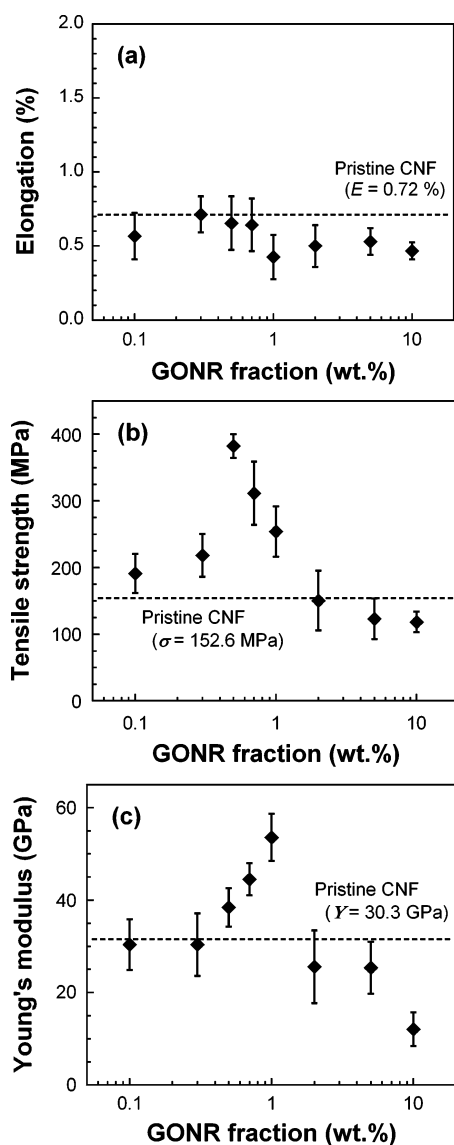 (a)
2.0
1.5
1.0
0.5
0.0
Elongation (%)
Pristine CNF
(E = 0.72 %)
0.1 1 10
GONR fraction (wt.%)
(b)
400
300
200
100
0
Tensile strength (MPa)
Pristine CNF
(σ = 152.6 MPa)
0.1 1 10
GONR fraction (wt.%)
(c)
60
40
20
0
Young's modulus (GPa)
Pristine CNF
( Y = 30.3 GPa)
0.1 1 10
GONR fraction (wt.%)